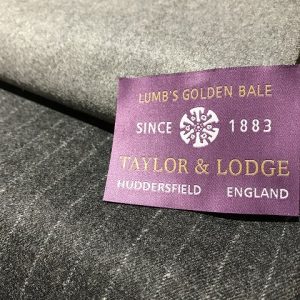 LUMB'S GOLDEN BALE
SINCE 1883
TAYLOR & LODGE
HUDDERSFIELD ENGLAND